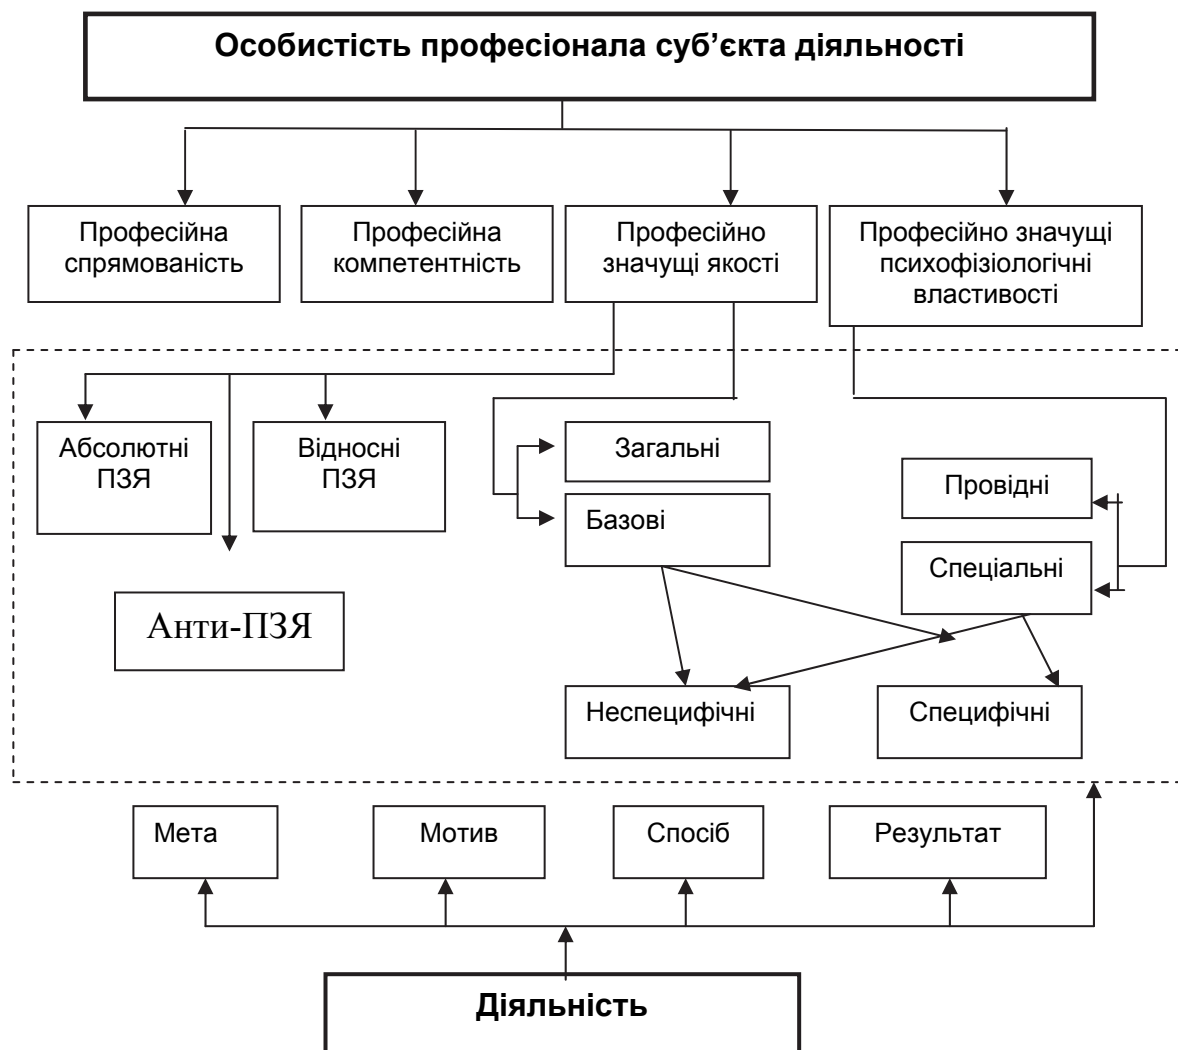 Особистість професіонала суб’єкта діяльності
Професійна
спрямованість
Професійна
компетентність
Професійно
значущі якості
Професійно значущі
психофізіологічні
властивості
Абсолютні
ПЗЯ
Відносні
ПЗЯ
Загальні
Базові
Провідні
Спеціальні
Анти-ПЗЯ
Неспецифічні
Специфічні
Мета
Мотив
Спосіб
Результат
Діяльність